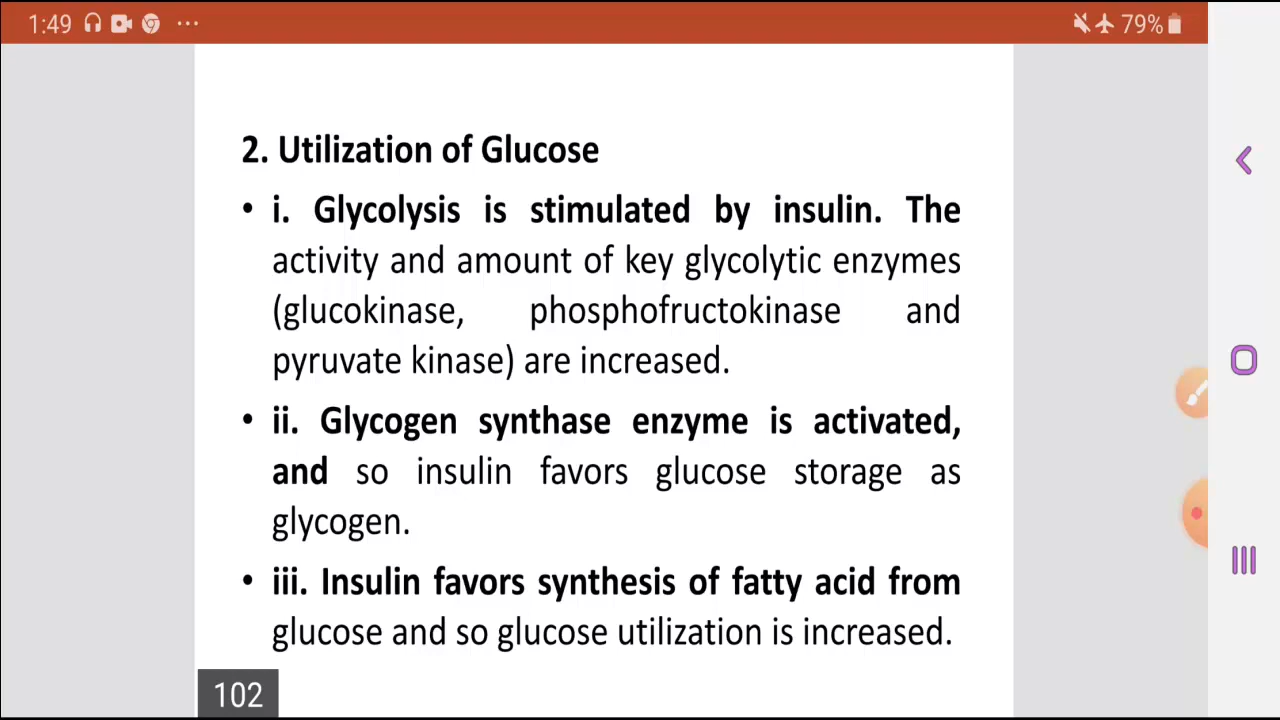 1:49 ...
79%
2. Utilization of Glucose
• i. Glycolysis is stimulated by insulin. The
activity and amount of key glycolytic enzymes
(glucokinase, phosphofructokinase and
pyruvate kinase) are increased.
• ii. Glycogen synthase enzyme is activated,
and so insulin favors glucose storage as
glycogen.
• iii. Insulin favors synthesis of fatty acid from
glucose and so glucose utilization is increased.
102